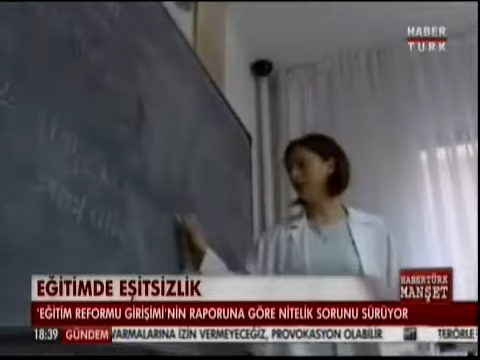 HABER
TÜRK
EĞİTİMDE EŞİTSİZLİK
HABERTÜRK
MANŞET
'EĞİTİM REFORMU GİRİŞİMİ'NİN RAPORUNA GÖRE NİTELİK SORUNU SÜRÜYOR
18:39 GÜNDEM VARMALARINA İZİN VERMEYECEĞİZ, PROVOKASYON OLABİLİR TERÖRLE